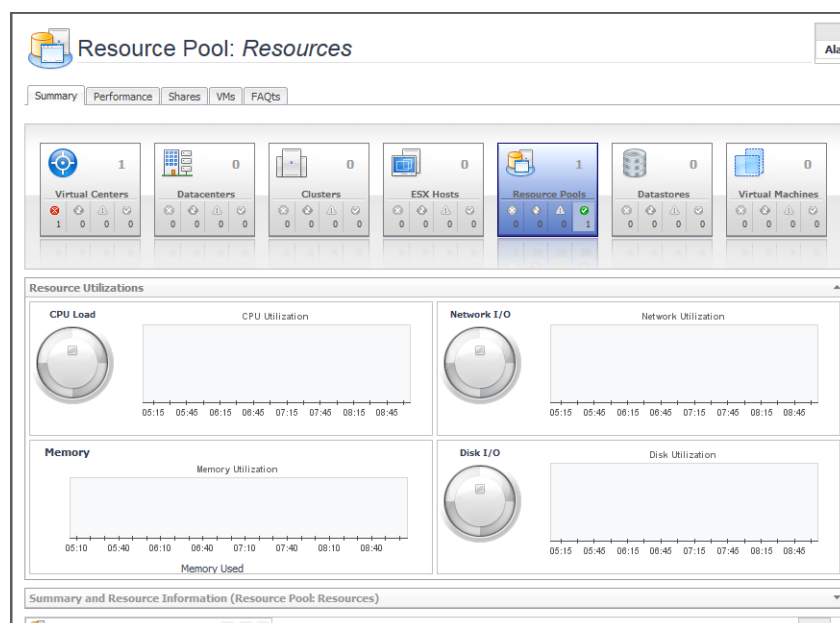 Resource Pool: Resources
Ala
Summary Performance Shares VMs FAQts
1 0 0 0 1 0 0
Virtual Centers Datacenters Clusters ESX Hosts Resource Pools Datastores Virtual Machines
1 0 0 0 0 0 0 0 0 0 0 0 0 0 0 0 0 0 0 1 0 0 0 0 0 0 0 0
Resource Utilizations
CPU Load
CPU Utilization
05:15 05:45 06:15 06:45 07:15 07:45 08:15 08:45
Network I/O
Network Utilization
05:15 05:45 06:15 06:45 07:15 07:45 08:15 08:45
Memory
Memory Utilization
05:10 05:40 06:10 06:40 07:10 07:40 08:10 08:40
Memory Used
Disk I/O
Disk Utilization
05:15 05:45 06:15 06:45 07:15 07:45 08:15 08:45
Summary and Resource Information (Resource Pool: Resources)